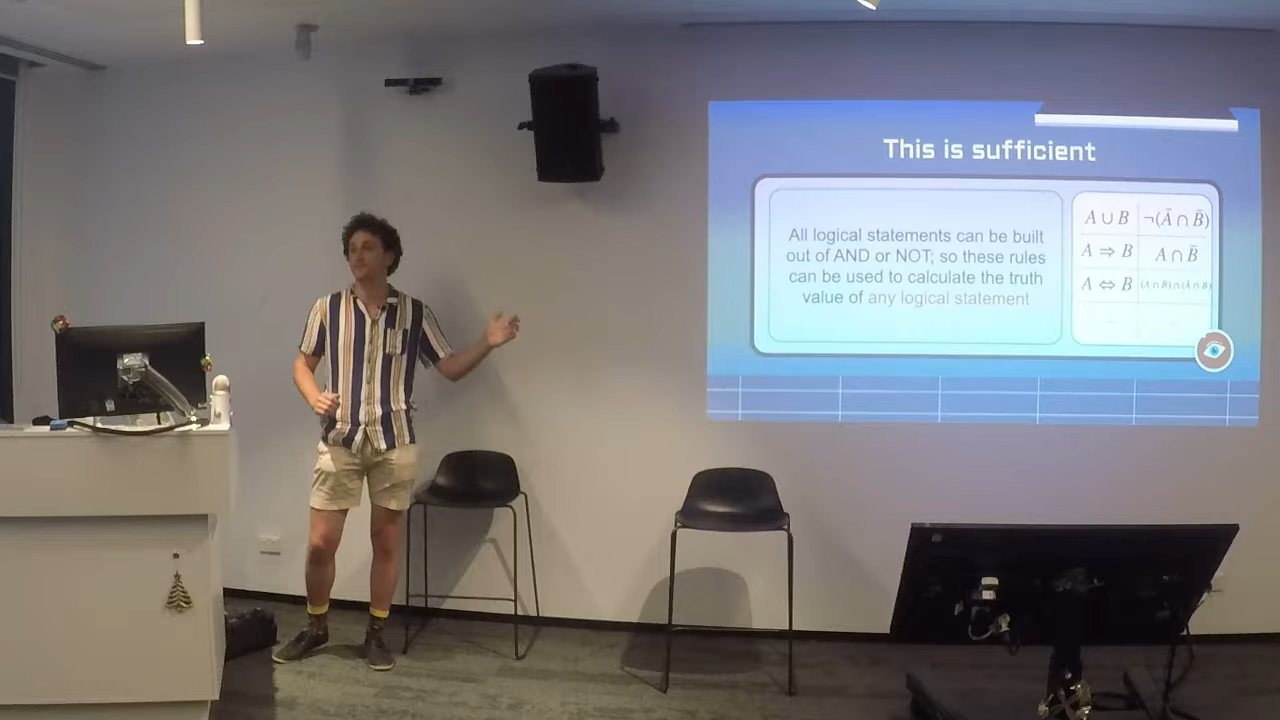 This is sufficient
All logical statements can be built
out of AND or NOT; so these rules
can be used to calculate the truth
value of any logical statement
A ∪ B ¬(Ā ∩ B̄)
A ⇒ B A ∩ B̄
A ⇔ B